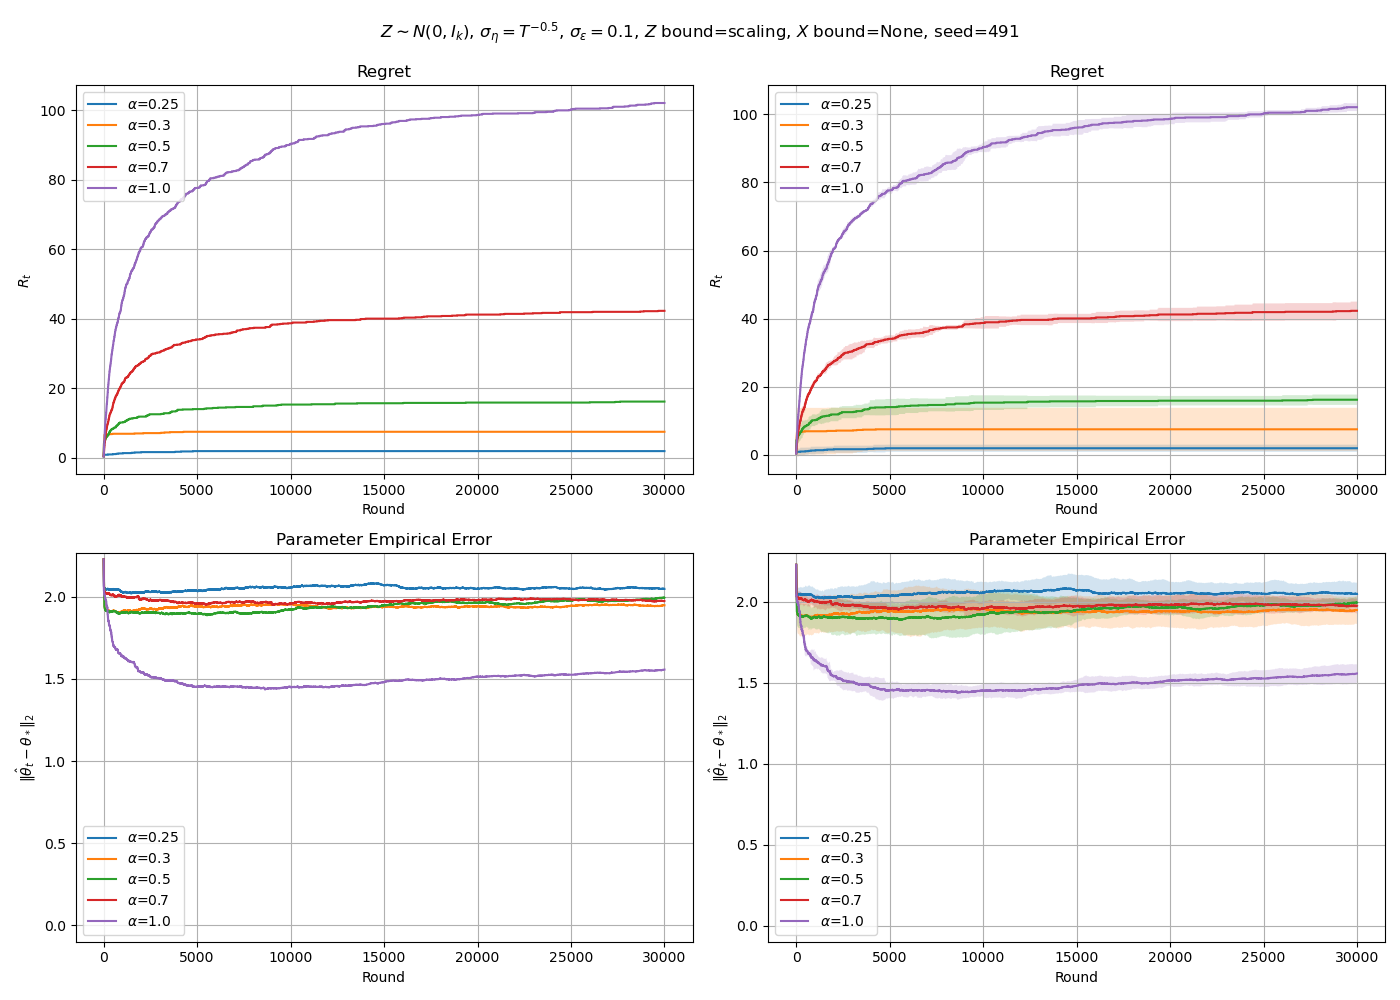 Z ∼ N(0, I_k), σ_η = T^{−0.5}, σ_ε = 0.1, Z bound=scaling, X bound=None, seed=491
Regret
100
80
60
40
20
0
R_t
0 5000 10000 15000 20000 25000 30000
Round
α=0.25
α=0.3
α=0.5
α=0.7
α=1.0
Regret
100
80
60
40
20
0
R_t
0 5000 10000 15000 20000 25000 30000
Round
α=0.25
α=0.3
α=0.5
α=0.7
α=1.0
Parameter Empirical Error
2.0
1.5
1.0
0.5
0.0
‖θ̂_t − θ_*‖_2
0 5000 10000 15000 20000 25000 30000
Round
α=0.25
α=0.3
α=0.5
α=0.7
α=1.0
Parameter Empirical Error
2.0
1.5
1.0
0.5
0.0
‖θ̂_t − θ_*‖_2
0 5000 10000 15000 20000 25000 30000
Round
α=0.25
α=0.3
α=0.5
α=0.7
α=1.0